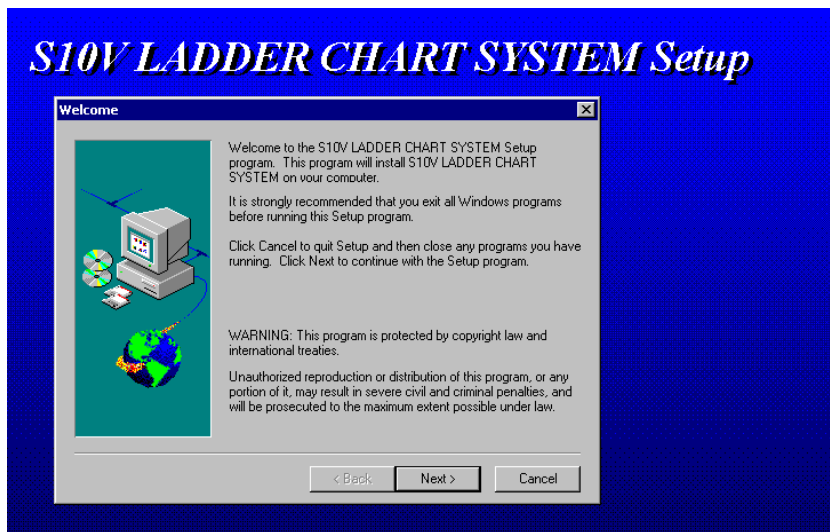 S10V LADDER CHART SYSTEM Setup
Welcome
Welcome to the S10V LADDER CHART SYSTEM Setup
program. This program will install S10V LADDER CHART
SYSTEM on your computer.
It is strongly recommended that you exit all Windows programs
before running this Setup program.
Click Cancel to quit Setup and then close any programs you have
running. Click Next to continue with the Setup program.
WARNING: This program is protected by copyright law and
international treaties.
Unauthorized reproduction or distribution of this program, or any
portion of it, may result in severe civil and criminal penalties, and
will be prosecuted to the maximum extent possible under law.
< Back Next > Cancel